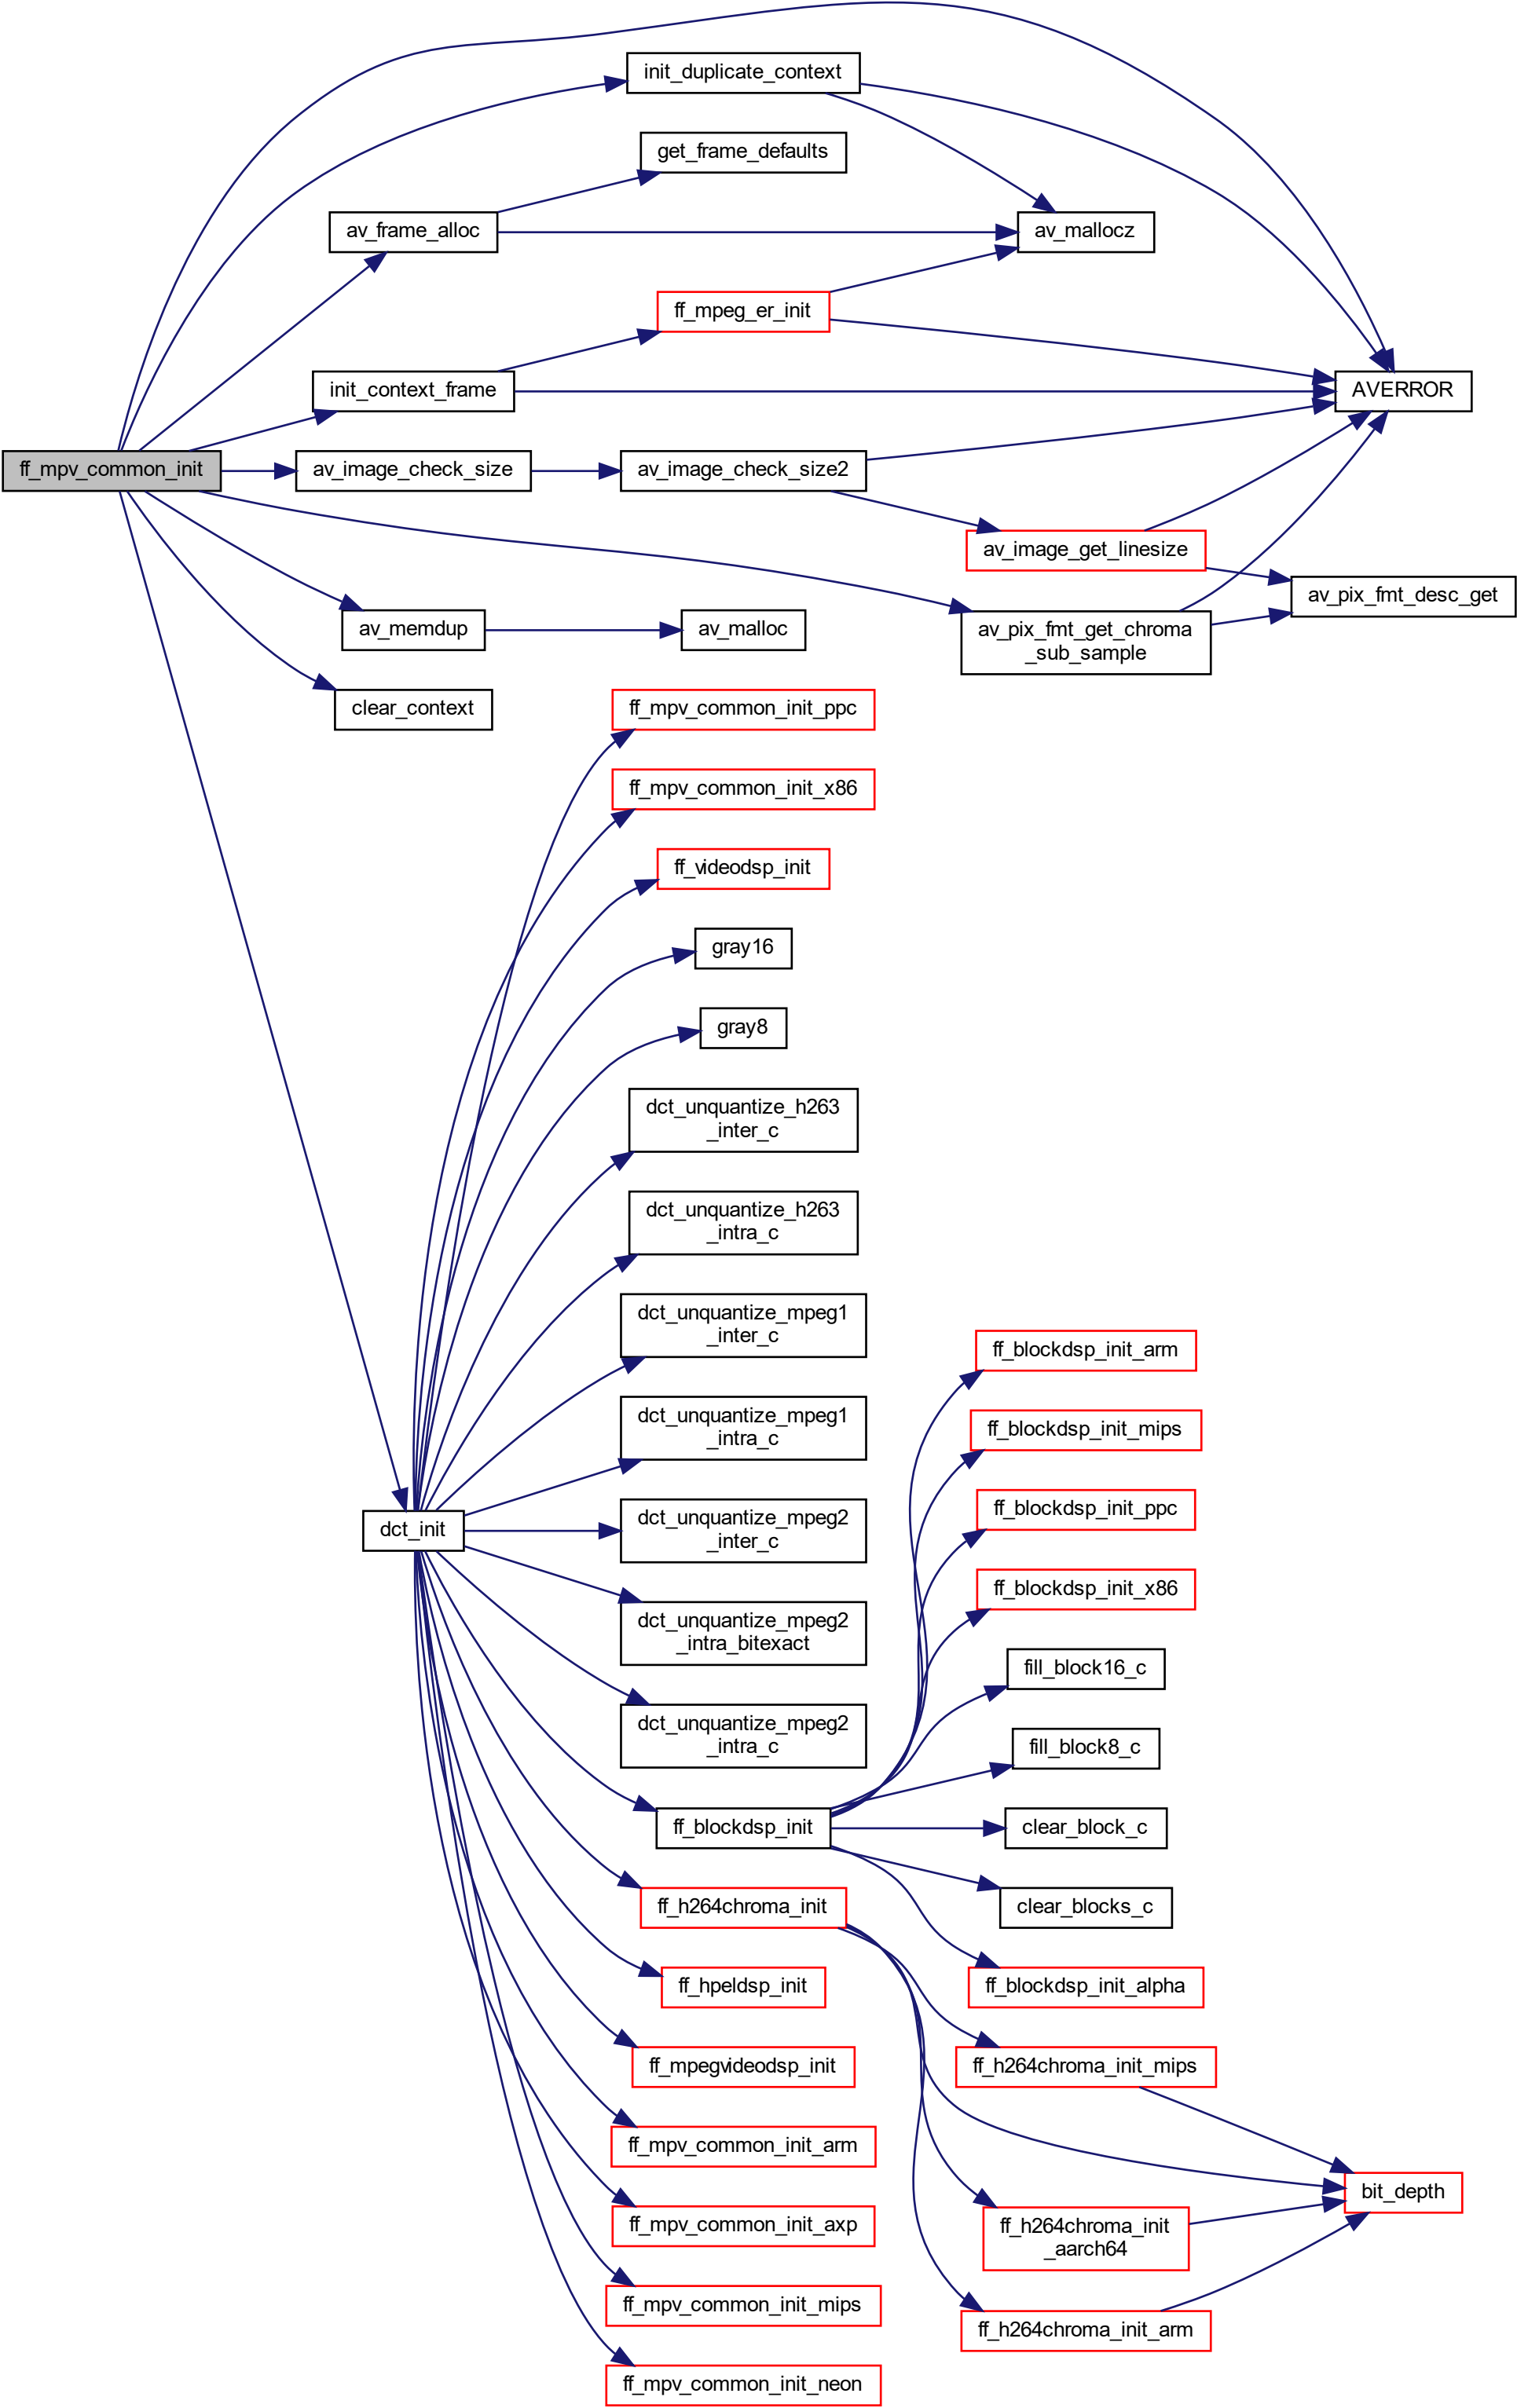 init_duplicate_context
get_frame_defaults
av_frame_alloc
av_mallocz
ff_mpeg_er_init
init_context_frame
AVERROR
ff_mpv_common_init
av_image_check_size
av_image_check_size2
av_image_get_linesize
av_pix_fmt_desc_get
av_memdup
av_malloc
av_pix_fmt_get_chroma
_sub_sample
clear_context
ff_mpv_common_init_ppc
ff_mpv_common_init_x86
ff_videodsp_init
gray16
gray8
dct_unquantize_h263
_inter_c
dct_unquantize_h263
_intra_c
dct_unquantize_mpeg1
_inter_c
ff_blockdsp_init_arm
dct_unquantize_mpeg1
_intra_c
ff_blockdsp_init_mips
ff_blockdsp_init_ppc
dct_init
dct_unquantize_mpeg2
_inter_c
ff_blockdsp_init_x86
dct_unquantize_mpeg2
_intra_bitexact
fill_block16_c
dct_unquantize_mpeg2
_intra_c
fill_block8_c
ff_blockdsp_init
clear_block_c
ff_h264chroma_init
clear_blocks_c
ff_hpeldsp_init
ff_blockdsp_init_alpha
ff_mpegvideodsp_init
ff_h264chroma_init_mips
ff_mpv_common_init_arm
bit_depth
ff_mpv_common_init_axp
ff_h264chroma_init
_aarch64
ff_mpv_common_init_mips
ff_h264chroma_init_arm
ff_mpv_common_init_neon